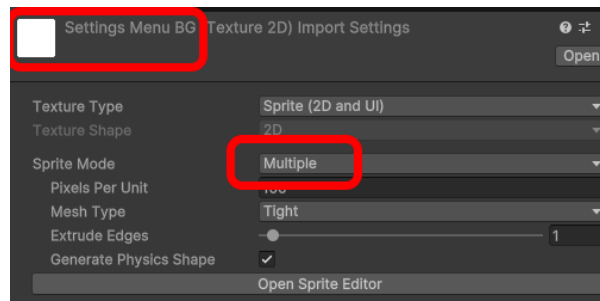 Settings Menu BG (Texture 2D) Import Settings
Open
Texture Type Sprite (2D and UI)
Texture Shape 2D
Sprite Mode Multiple
Pixels Per Unit 100
Mesh Type Tight
Extrude Edges 1
Generate Physics Shape
Open Sprite Editor